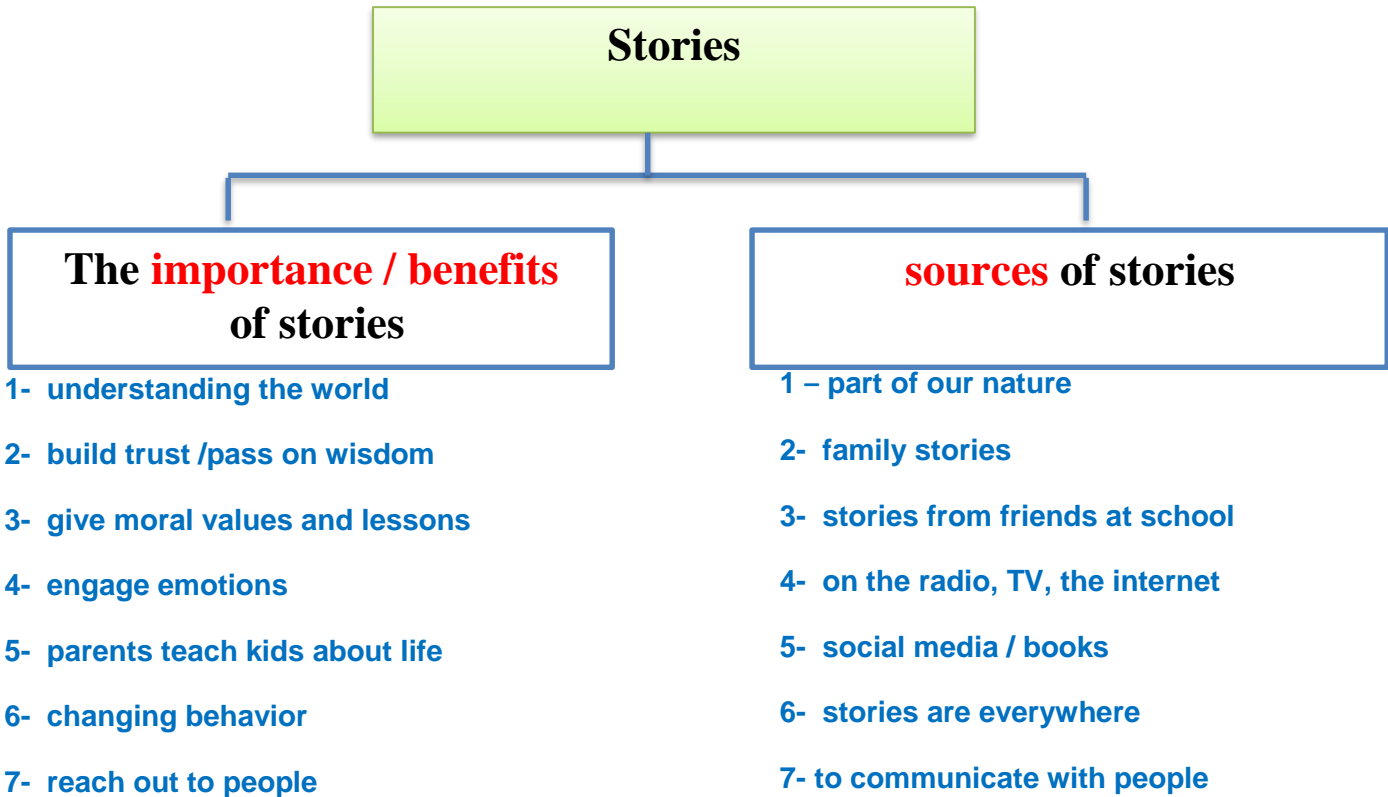 Stories
The importance / benefits
of stories
1- understanding the world
2- build trust /pass on wisdom
3- give moral values and lessons
4- engage emotions
5- parents teach kids about life
6- changing behavior
7- reach out to people
sources of stories
1 – part of our nature
2- family stories
3- stories from friends at school
4- on the radio, TV, the internet
5- social media / books
6- stories are everywhere
7- to communicate with people